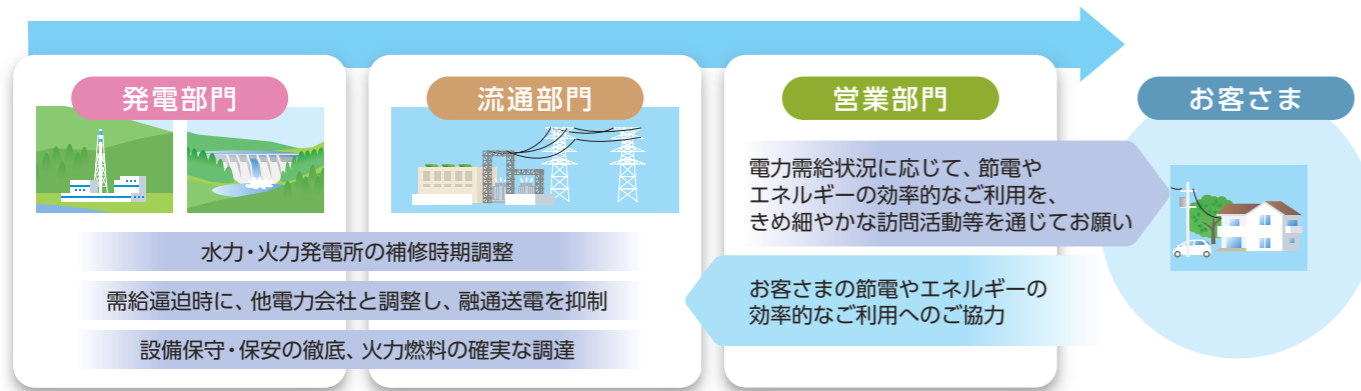 発電部門
流通部門
営業部門
お客さま
水力・火力発電所の補修時期調整
需給逼迫時に、他電力会社と調整し、融通送電を抑制
設備保守・保安の徹底、火力燃料の確実な調達
電力需給状況に応じて、節電や
エネルギーの効率的なご利用を、
きめ細やかな訪問活動等を通じてお願い
お客さまの節電やエネルギーの
効率的なご利用へのご協力